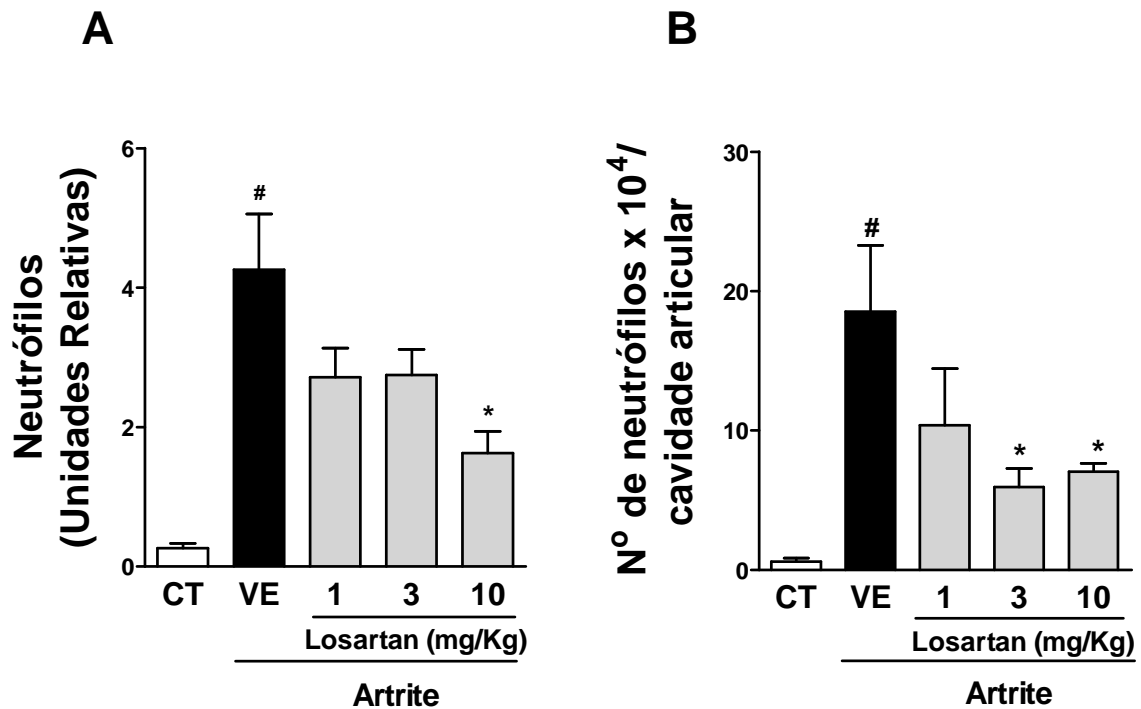 A
Neutrófilos
(Unidades Relativas)
6
4
2
0
#
*
CT VE 1 3 10
Losartan (mg/Kg)
Artrite
B
Nº de neutrófilos x 10⁴/
cavidade articular
30
20
10
0
#
* *
CT VE 1 3 10
Losartan (mg/Kg)
Artrite